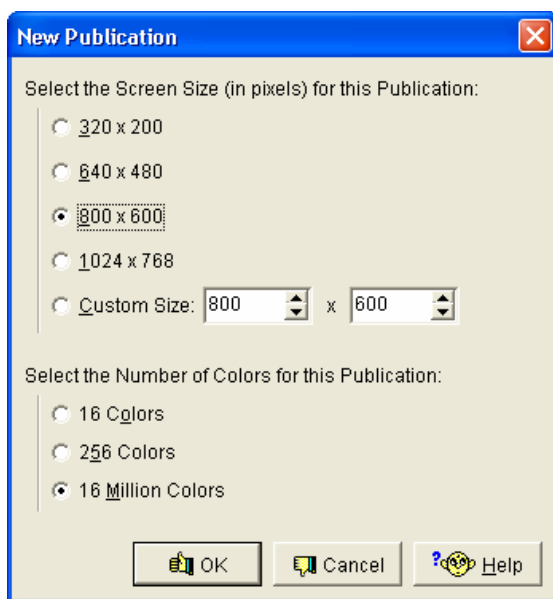 New Publication
Select the Screen Size (in pixels) for this Publication:
320 x 200
640 x 480
800 x 600
1024 x 768
Custom Size: 800 x 600
Select the Number of Colors for this Publication:
16 Colors
256 Colors
16 Million Colors
OK Cancel ? Help